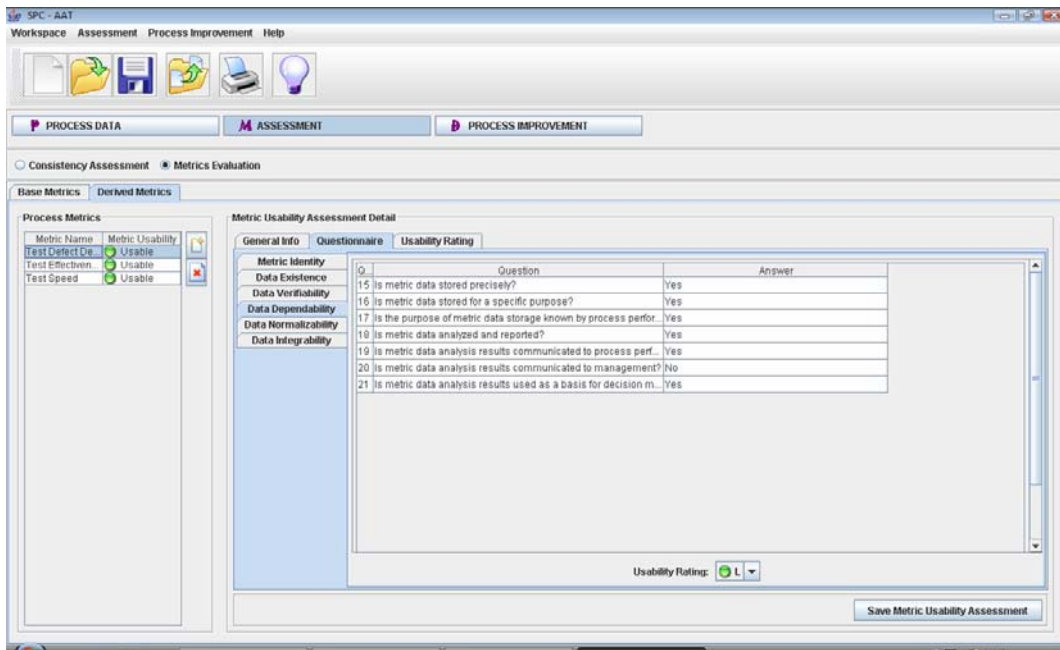 SPC - AAT
Workspace Assessment Process Improvement Help
P PROCESS DATA M ASSESSMENT PROCESS IMPROVEMENT
Consistency Assessment Metrics Evaluation
Base Metrics Derived Metrics
Process Metrics
Metric Name Metric Usability
Test Defect De... Usable
Test Effectiven... Usable
Test Speed Usable
Metric Usability Assessment Detail
General Info Questionnaire Usability Rating
Metric Identity
Data Existence
Data Verifiability
Data Dependability
Data Normalizability
Data Integrability
Q... Question Answer
15 Is metric data stored precisely? Yes
16 Is metric data stored for a specific purpose? Yes
17 Is the purpose of metric data storage known by process perfor... Yes
18 Is metric data analyzed and reported? Yes
19 Is metric data analysis results communicated to process perf... Yes
20 Is metric data analysis results communicated to management? No
21 Is metric data analysis results used as a basis for decision m... Yes
Usability Rating: L
Save Metric Usability Assessment